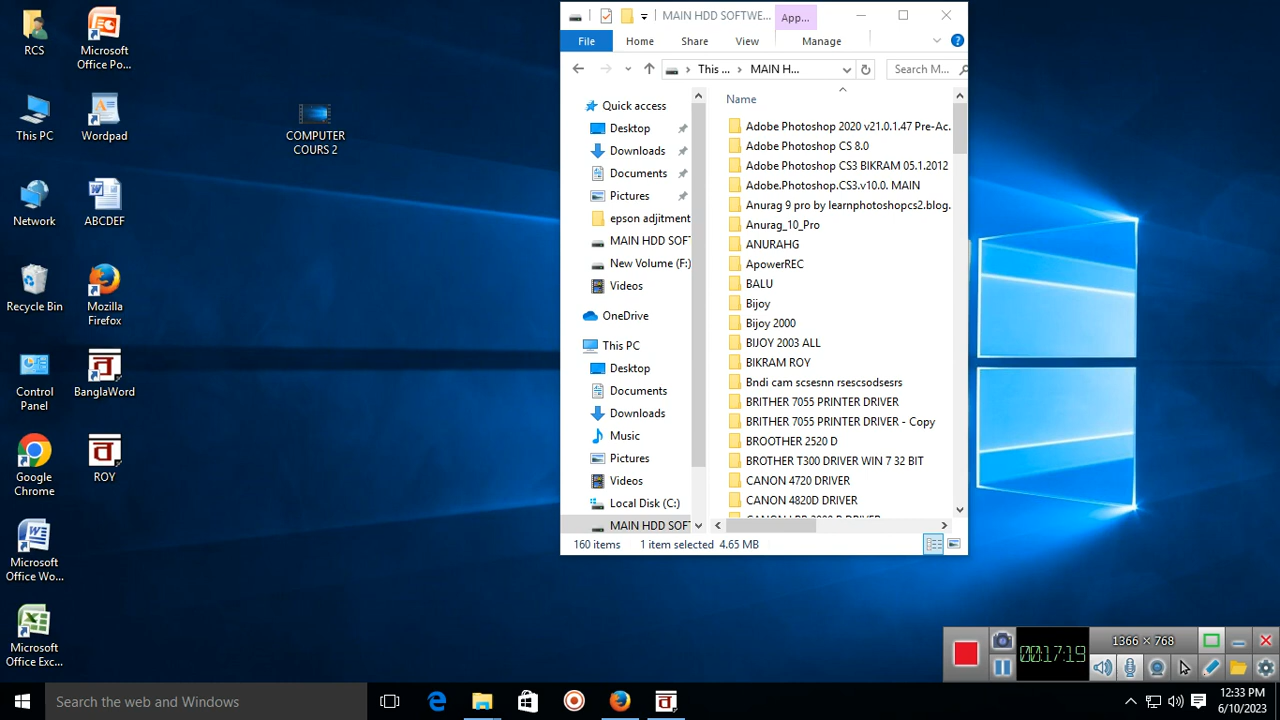 RCS
Microsoft
Office Po...
This PC
Wordpad
COMPUTER
COURS 2
Network
ABCDEF
Recycle Bin
Mozilla
Firefox
Control
Panel
BanglaWord
Google
Chrome
ROY
Microsoft
Office Wo...
Microsoft
Office Exc...
MAIN HDD SOFTWE...
App...
File
Home
Share
View
Manage
This ...
MAIN H...
Search M...
Quick access
Desktop
Downloads
Documents
Pictures
epson adjitment
MAIN HDD SOFT
New Volume (F:)
Videos
OneDrive
This PC
Desktop
Documents
Downloads
Music
Pictures
Videos
Local Disk (C:)
MAIN HDD SOFT
Name
Adobe Photoshop 2020 v21.0.1.47 Pre-Ac.
Adobe Photoshop CS 8.0
Adobe Photoshop CS3 BIKRAM 05.1.2012
Adobe.Photoshop.CS3.v10.0. MAIN
Anurag 9 pro by learnphotoshopcs2.blog.
Anurag_10_Pro
ANURAHG
ApowerREC
BALU
Bijoy
Bijoy 2000
BIJOY 2003 ALL
BIKRAM ROY
Bndi cam scsesnn rsescsodsesrs
BRITHER 7055 PRINTER DRIVER
BRITHER 7055 PRINTER DRIVER - Copy
BROOTHER 2520 D
BROTHER T300 DRIVER WIN 7 32 BIT
CANON 4720 DRIVER
CANON 4820D DRIVER
160 items
1 item selected 4.65 MB
00:17:19
1366 × 768
Search the web and Windows
12:33 PM
6/10/2023